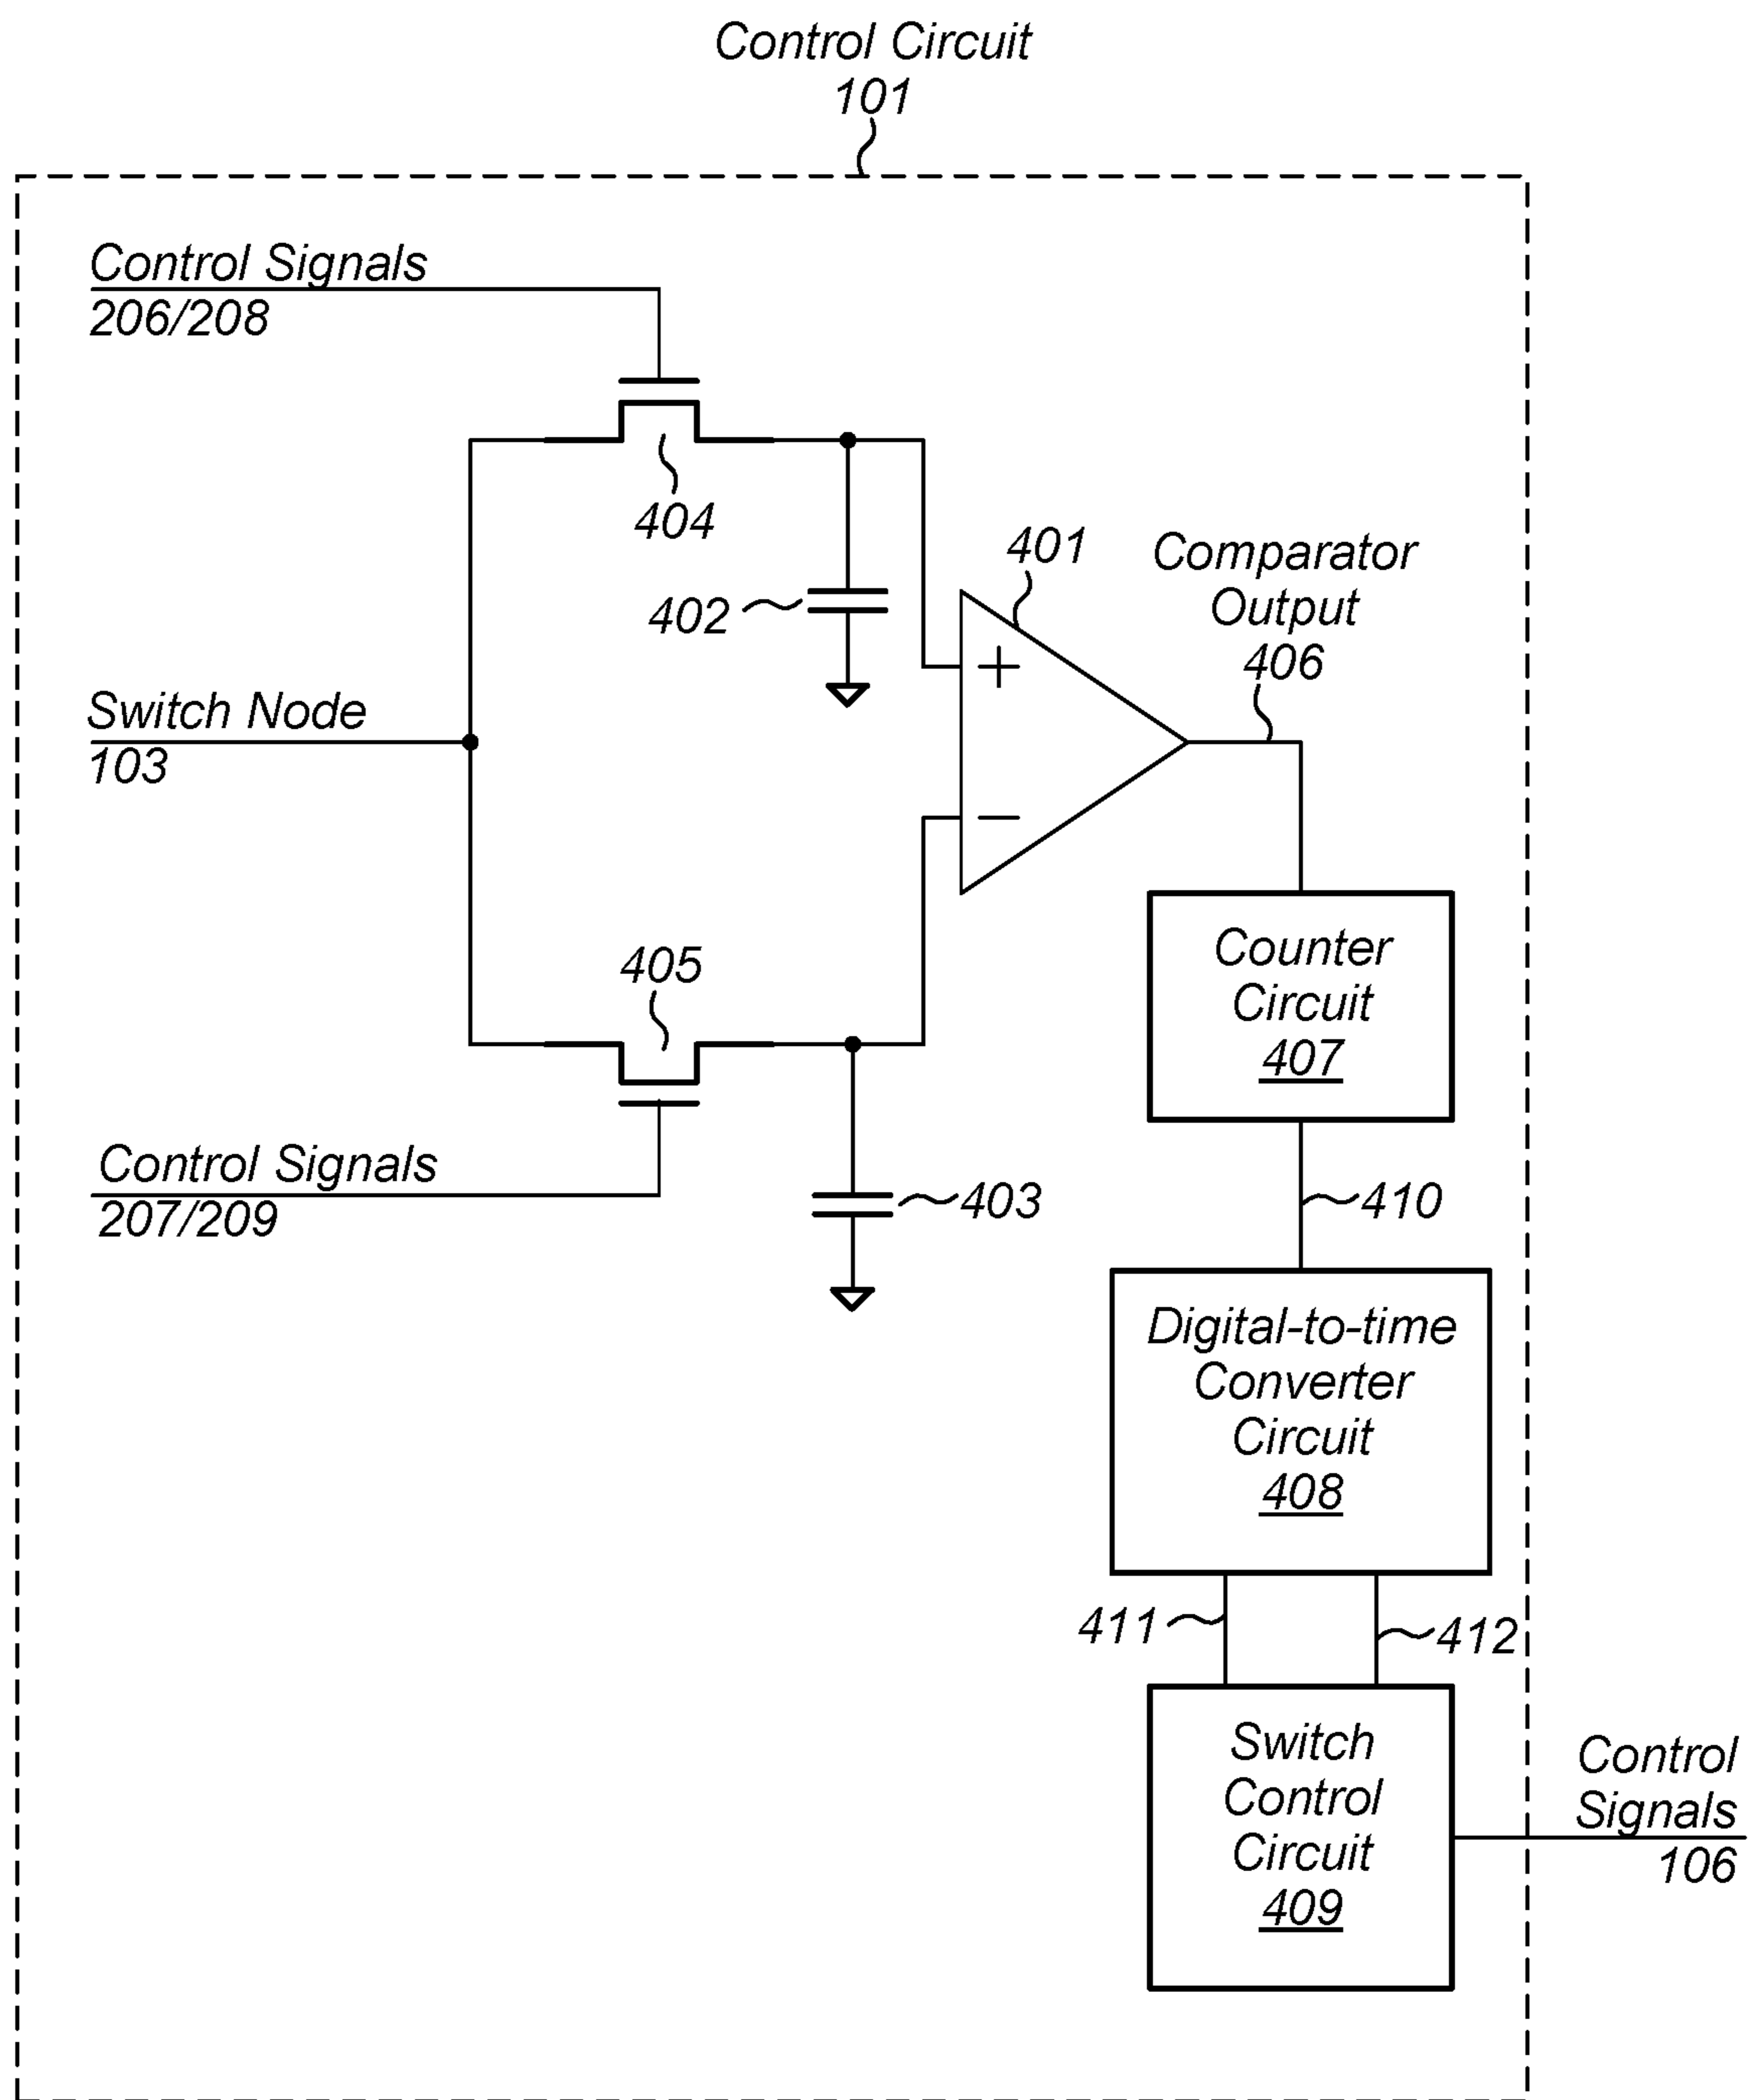 Control Circuit
101
Control Signals
206/208
404
402
401
+
Comparator
Output
406
Switch Node
103
−
405
Counter
Circuit
407
Control Signals
207/209
403
410
Digital-to-time
Converter
Circuit
408
411
412
Switch
Control
Circuit
409
Control
Signals
106